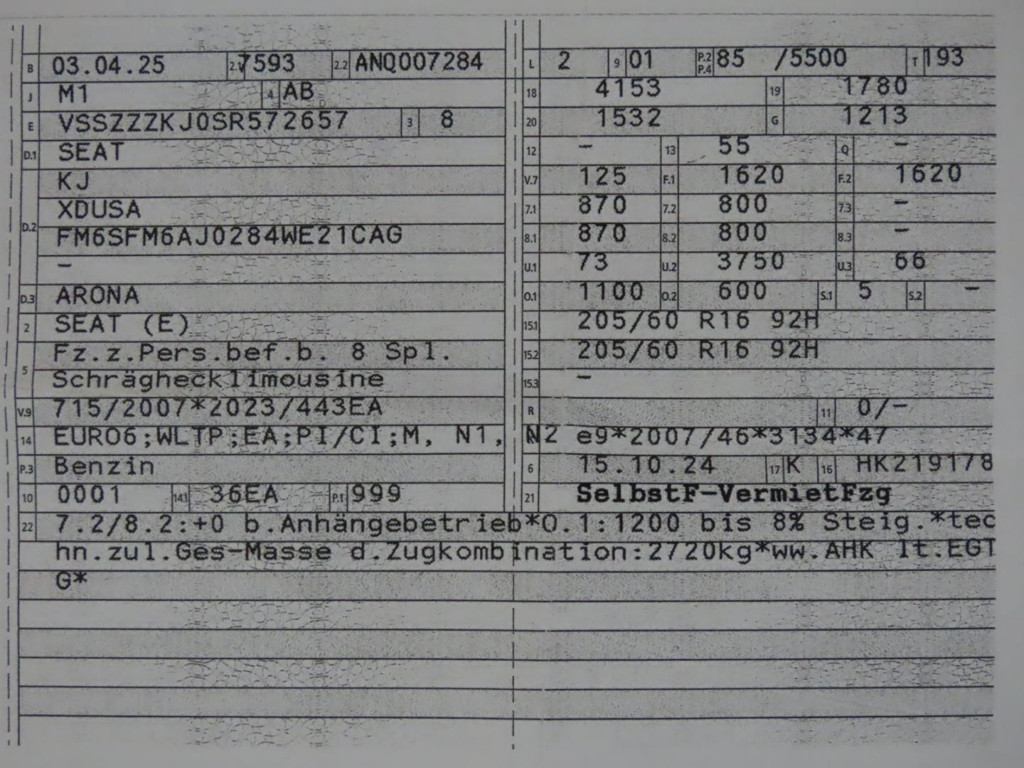 B 03.04.25 2.1 7593 2.2 ANQ007284 L 2 9 01 P.2 P.4 85 /5500 T 193
J M1 4 AB 18 4153 19 1780
E VSSZZZKJ0SR572657 3 8 20 1532 G 1213
D.1 SEAT 12 – 13 55 Q –
KJ V.7 125 F.1 1620 F.2 1620
D.2 XDUSA 7.1 870 7.2 800 7.3 –
FM6SFM6AJ0284WE21CAG 8.1 870 8.2 800 8.3 –
– U.1 73 U.2 3750 U.3 66
D.3 ARONA O.1 1100 O.2 600 S.1 5 S.2 –
2 SEAT (E) 15.1 205/60 R16 92H
5 Fz.z.Pers.bef.b. 8 Spl. 15.2 205/60 R16 92H
Schräghecklimousine 15.3 –
V.9 715/2007*2023/443EA R 11 0/–
14 EURO6;WLTP;EA;PI/CI;M, N1, N2 e9*2007/46*3134*47
P.3 Benzin 6 15.10.24 17 K 16 HK219178
10 0001 14.1 36EA P.1 999 21 SelbstF-VermietFzg
22 7.2/8.2:+0 b.Anhängebetrieb*O.1:1200 bis 8% Steig.*tec
hn.zul.Ges-Masse d.Zugkombination:2720kg*ww.AHK lt.EGT
G*